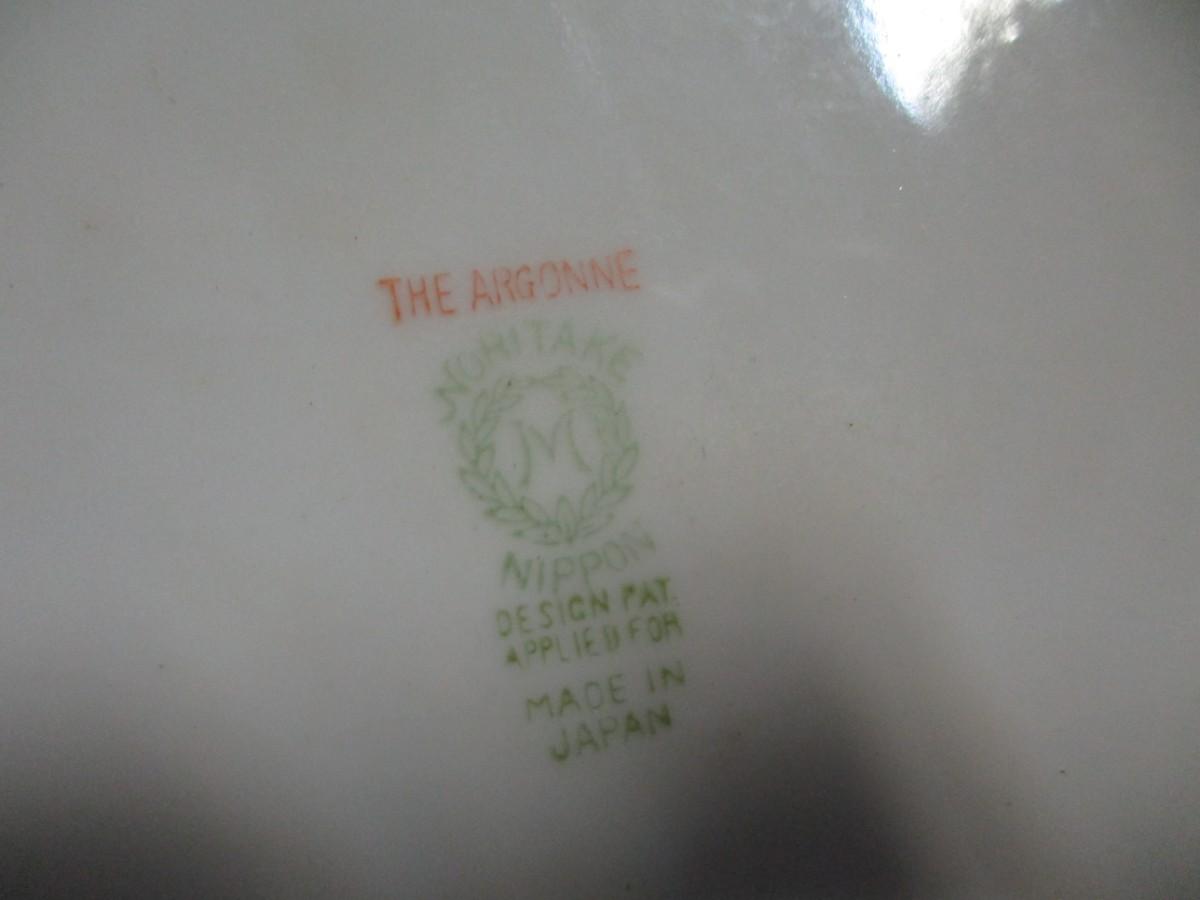 THE ARGONNE
NORITAKE
M
NIPPON
DESIGN PAT.
APPLIED FOR
MADE IN
JAPAN